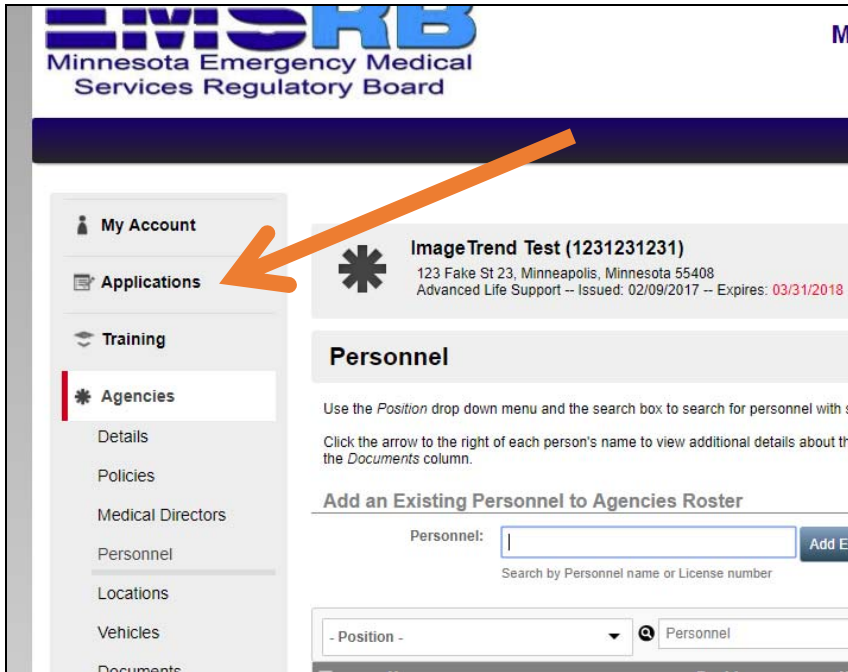 EMSRB
Minnesota Emergency Medical
Services Regulatory Board
M
My Account
Applications
Training
Agencies
Details
Policies
Medical Directors
Personnel
Locations
Vehicles
Documents
ImageTrend Test (1231231231)
123 Fake St 23, Minneapolis, Minnesota 55408
Advanced Life Support -- Issued: 02/09/2017 -- Expires: 03/31/2018
Personnel
Use the Position drop down menu and the search box to search for personnel with s
Click the arrow to the right of each person's name to view additional details about th
the Documents column.
Add an Existing Personnel to Agencies Roster
Personnel:
Add E
Search by Personnel name or License number
- Position -
Personnel